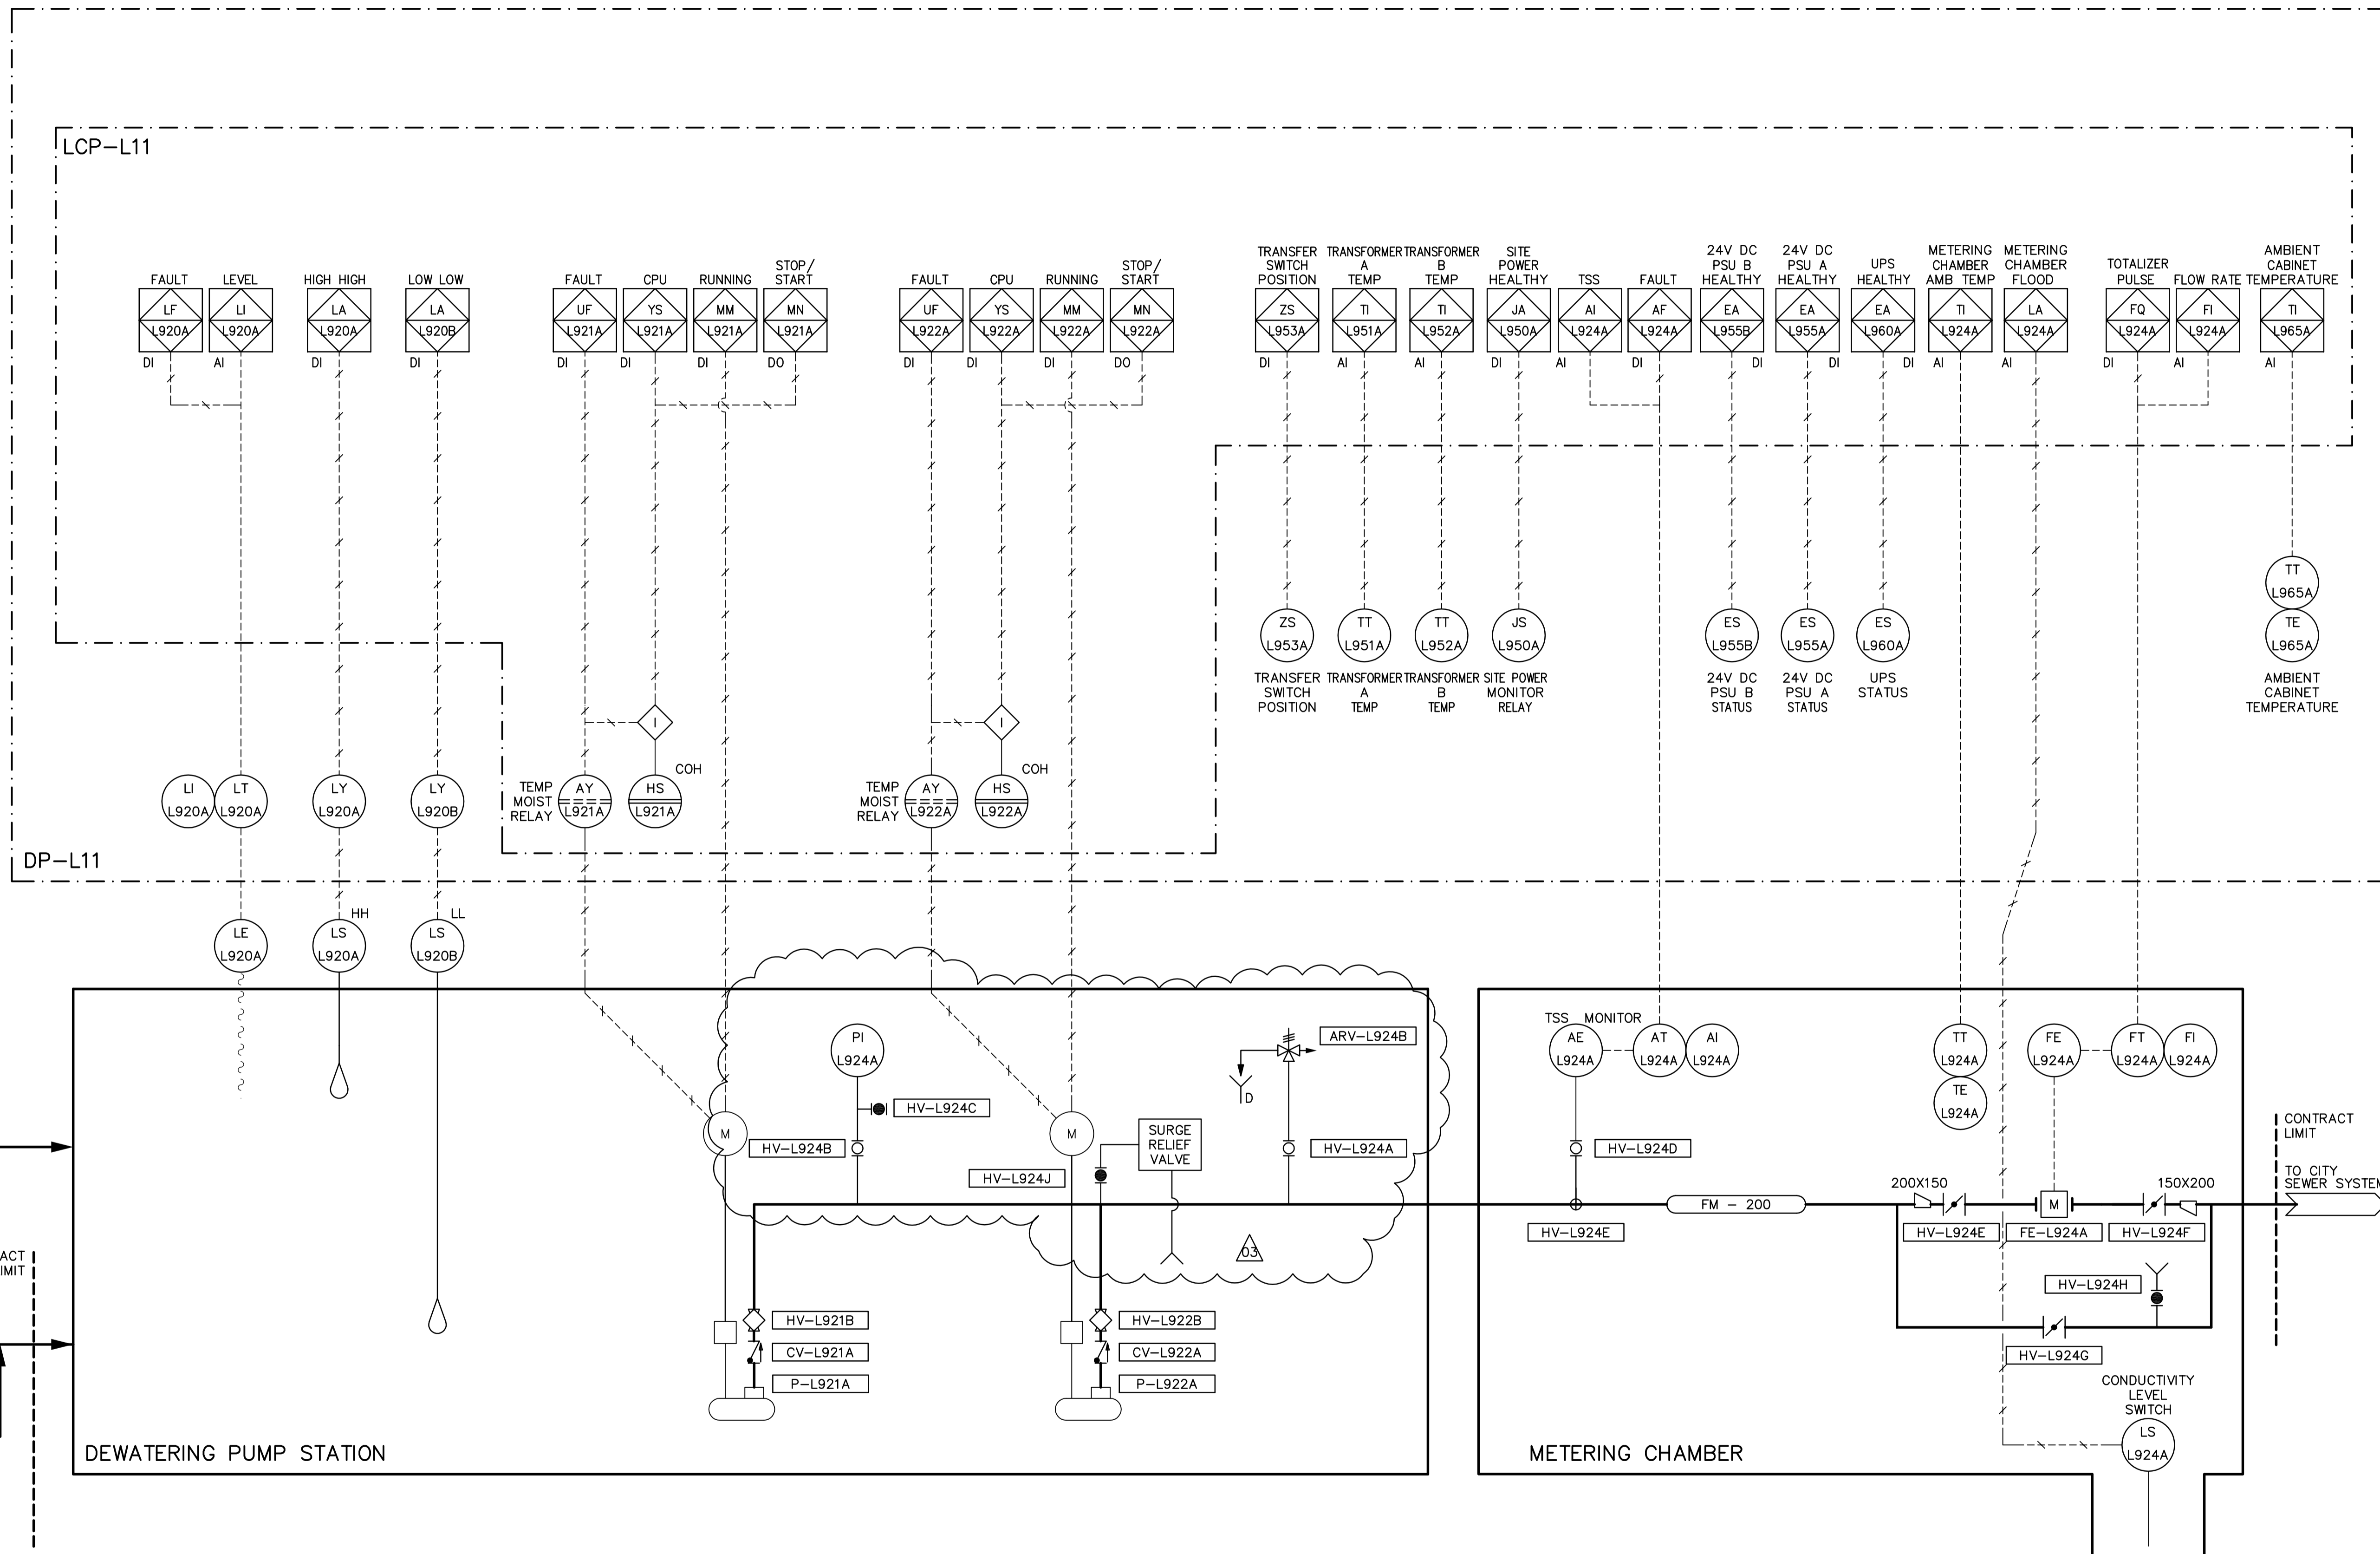 LCP-L11
FAULT
LF
L920A
DI
LEVEL
LI
L920A
AI
HIGH HIGH
LA
L920A
DI
LOW LOW
LA
L920B
DI
FAULT
UF
L921A
DI
CPU
YS
L921A
DI
RUNNING
MM
L921A
DI
STOP/
START
MN
L921A
DO
FAULT
UF
L922A
DI
CPU
YS
L922A
DI
RUNNING
MM
L922A
DI
STOP/
START
MN
L922A
DO
TRANSFER
SWITCH
POSITION
ZS
L953A
DI
TRANSFORMER
A
TEMP
TI
L951A
AI
TRANSFORMER
B
TEMP
TI
L952A
AI
SITE
POWER
HEALTHY
JA
L950A
DI
TSS
AI
L924A
AI
FAULT
AF
L924A
DI
24V DC
PSU B
HEALTHY
EA
L955B
DI
24V DC
PSU A
HEALTHY
EA
L955A
DI
UPS
HEALTHY
EA
L960A
DI
METERING
CHAMBER
AMB TEMP
TI
L924A
AI
METERING
CHAMBER
FLOOD
LA
L924A
AI
TOTALIZER
PULSE
FQ
L924A
DI
FLOW RATE
FI
L924A
AI
AMBIENT
CABINET
TEMPERATURE
TI
L965A
AI
ZS
L953A
TRANSFER
SWITCH
POSITION
TT
L951A
TRANSFORMER
A
TEMP
TT
L952A
TRANSFORMER
B
TEMP
JS
L950A
SITE POWER
MONITOR
RELAY
ES
L955B
24V DC
PSU B
STATUS
ES
L955A
24V DC
PSU A
STATUS
ES
L960A
UPS
STATUS
TT
L965A
TE
L965A
AMBIENT
CABINET
TEMPERATURE
I
I
LI
L920A
LT
L920A
LY
L920A
LY
L920B
TEMP
MOIST
RELAY
AY
L921A
COH
HS
L921A
TEMP
MOIST
RELAY
AY
L922A
COH
HS
L922A
DP-L11
LE
L920A
HH
LS
L920A
LL
LS
L920B
PI
L924A
HV-L924C
HV-L924B
M
M
HV-L924J
SURGE
RELIEF
VALVE
D
ARV-L924B
HV-L924A
03
HV-L921B
CV-L921A
P-L921A
HV-L922B
CV-L922A
P-L922A
DEWATERING PUMP STATION
TSS MONITOR
AE
L924A
AT
L924A
AI
L924A
TT
L924A
TE
L924A
FE
L924A
FT
L924A
FI
L924A
HV-L924D
HV-L924E
FM - 200
200X150
HV-L924E
M
FE-L924A
150X200
HV-L924F
HV-L924H
HV-L924G
CONDUCTIVITY
LEVEL
SWITCH
LS
L924A
METERING CHAMBER
CONTRACT
LIMIT
TO CITY
SEWER SYSTEM
ACT
IMIT